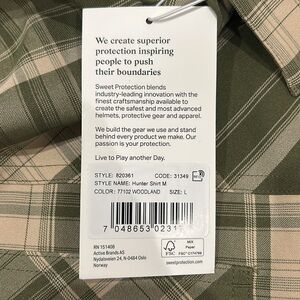 We create superior
protection inspiring
people to push
their boundaries
Sweet Protection blends
industry-leading innovation with the
finest craftsmanship available to create
the safest and most advanced
helmets, protective gear and apparel.
We build the gear we use and stand
behind every product we make. Our
passion is your protection.
Live to Play another Day.
STYLE: 820361 CODE: 31349
STYLE NAME: Hunter Shirt M
COLOR: 77102 WOODLAND SIZE: L
RN 151408
Active Brands AS
Nydalsveien 24, N-0484 Oslo
Norway
FSC
MIX
Paper
sweetprotection.com